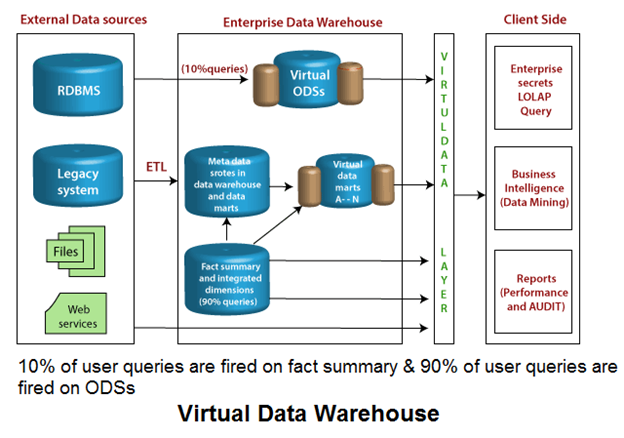 External Data sources
Enterprise Data Warehouse
Client Side
RDBMS
(10%queries)
Virtual
ODSs
Legacy
system
ETL
Meta data
srotes in
data warehouse
and data
marts
Virtual
data
marts
A- - N
Files
Web
services
Fact summary
and integrated
dimensions
(90% queries)
VIRTULDATA
LAYER
Enterprise
secrets
LOLAP
Query
Business
Intelligence
(Data Mining)
Reports
(Performance
and AUDIT)
10% of user queries are fired on fact summary & 90% of user queries are
fired on ODSs
Virtual Data Warehouse